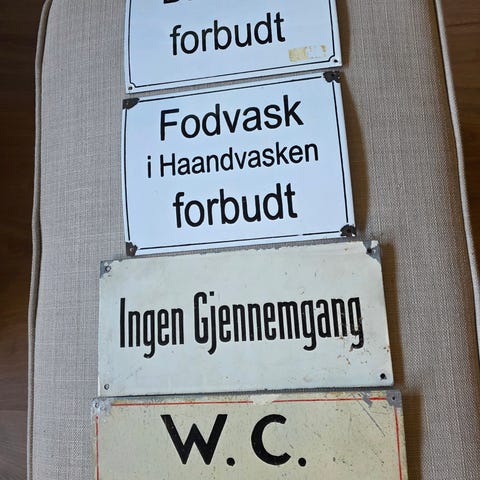 forbudt
Fodvask
i Haandvasken
forbudt
Ingen Gjennemgang
W. C.